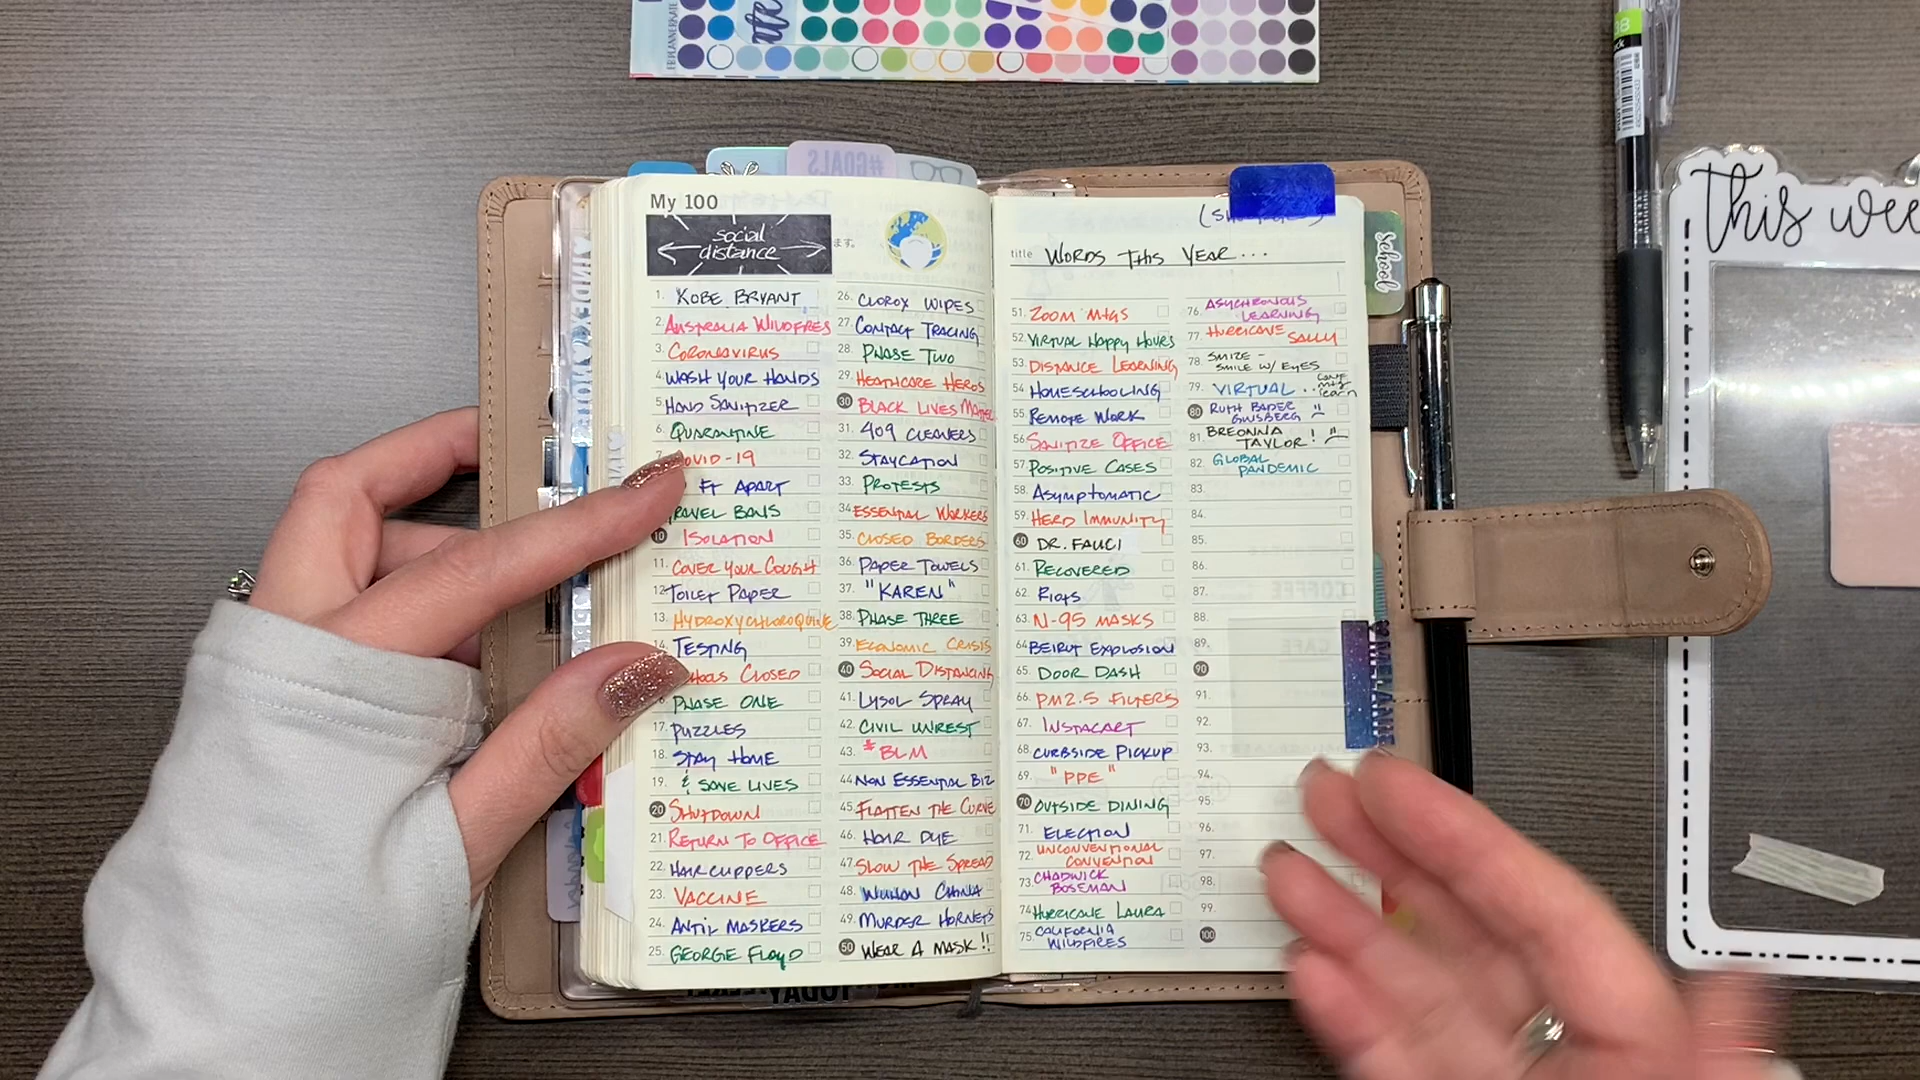 #GOALS
My 100
social
distance
ます。
1. KOBE BRYANT
2. AUSTRALIA WILDFIRES
3. CORONAVIRUS
4. WASH YOUR HANDS
5. HAND SANITIZER
6. QUARANTINE
7. COVID-19
FT APART
TRAVEL BANS
10 ISOLATION
11. COVER YOUR COUGH
12. TOILET PAPER
13. HYDROXYCHLOROQUINE
14. TESTING
SCHOOLS CLOSED
PHASE ONE
17. PUZZLES
18. STAY HOME
19. & SAVE LIVES
20 SHUTDOWN
21. RETURN TO OFFICE
22. HAIR CLIPPERS
23. VACCINE
24. ANTI MASKERS
25. GEORGE FLOYD
26. CLOROX WIPES
27. CONTACT TRACING
28. PHASE TWO
29. HEATHCARE HEROS
30 BLACK LIVES MATTER
31. 409 CLEANERS
32. STAYCATION
33. PROTESTS
34 ESSENTIAL WORKERS
35. CLOSED BORDERS
36. PAPER TOWELS
37. "KAREN"
38. PHASE THREE
39. ECONOMIC CRISIS
40 SOCIAL DISTANCING
41. LYSOL SPRAY
42. CIVIL UNREST
43. #BLM
44. NON ESSENTIAL BIZ
45. FLATTEN THE CURVE
46. HAIR DYE
47. SLOW THE SPREAD
48. WUHAN CHINA
49. MURDER HORNETS
50 WEAR A MASK!!
title WORDS THIS YEAR...
51. ZOOM MTGS
52. VIRTUAL HAPPY HOURS
53. DISTANCE LEARNING
54. HOMESCHOOLING
55. REMOTE WORK
56. SANITIZE OFFICE
57. POSITIVE CASES
58. ASYMPTOMATIC
59. HERD IMMUNITY
60 DR. FAUCI
61. RECOVERED
62. RIOTS
63. N-95 MASKS
64. BEIRUT EXPLOSION
65. DOOR DASH
66. PM2.5 FILTERS
67. INSTACART
68. CURBSIDE PICKUP
69. "PPE"
70 OUTSIDE DINING
71. ELECTION
72. UNCONVENTIONAL
CONVENTION
73. CHADWICK
BOSEMAN
74. HURRICANE LAURA
75. CALIFORNIA
WILDFIRES
76. ASYCHRONOUS
LEARNING
77. HURRICANE SALLY
78. SMIZE -
SMILE W/ EYES
79. VIRTUAL ..
80 RUTH BADER
GINSBERG
81. BREONNA
TAYLOR!
82. GLOBAL
PANDEMIC
83.
84.
85.
86.
87.
88.
89.
90
91.
92.
93.
94.
95.
96.
97.
98.
99.
100
school
this wee